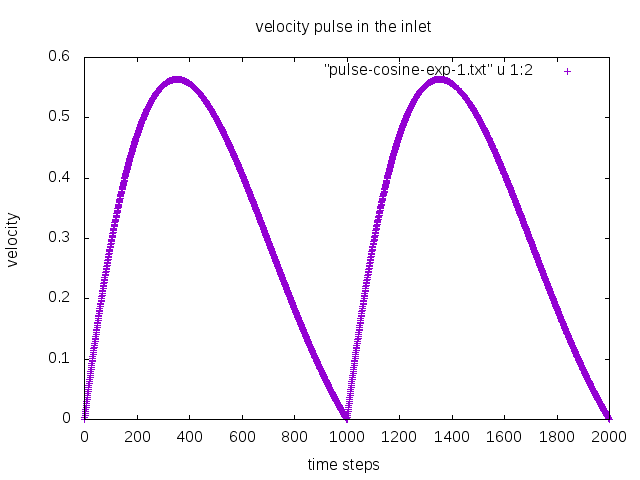 velocity pulse in the inlet
"pulse-cosine-exp-1.txt" u 1:2
0.6
0.5
0.4
0.3
0.2
0.1
0
velocity
0 200 400 600 800 1000 1200 1400 1600 1800 2000
time steps